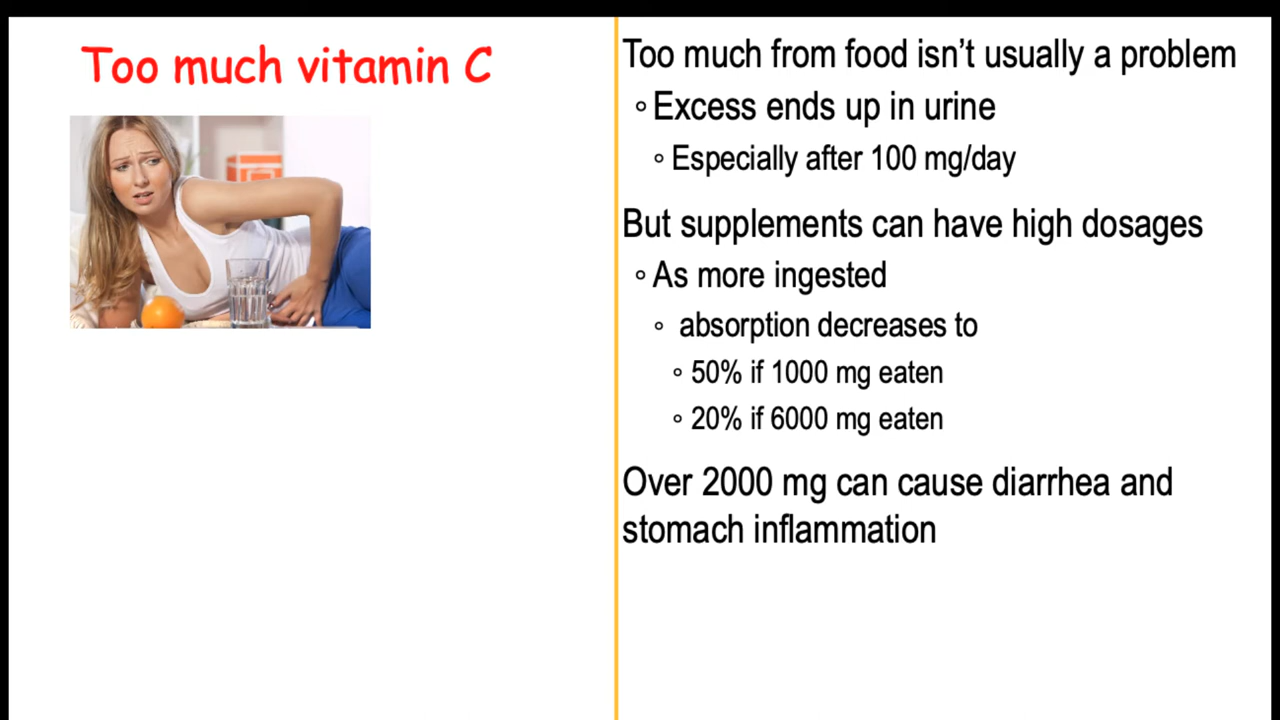 Too much vitamin C
Too much from food isn’t usually a problem
◦ Excess ends up in urine
◦ Especially after 100 mg/day
But supplements can have high dosages
◦ As more ingested
◦ absorption decreases to
◦ 50% if 1000 mg eaten
◦ 20% if 6000 mg eaten
Over 2000 mg can cause diarrhea and
stomach inflammation